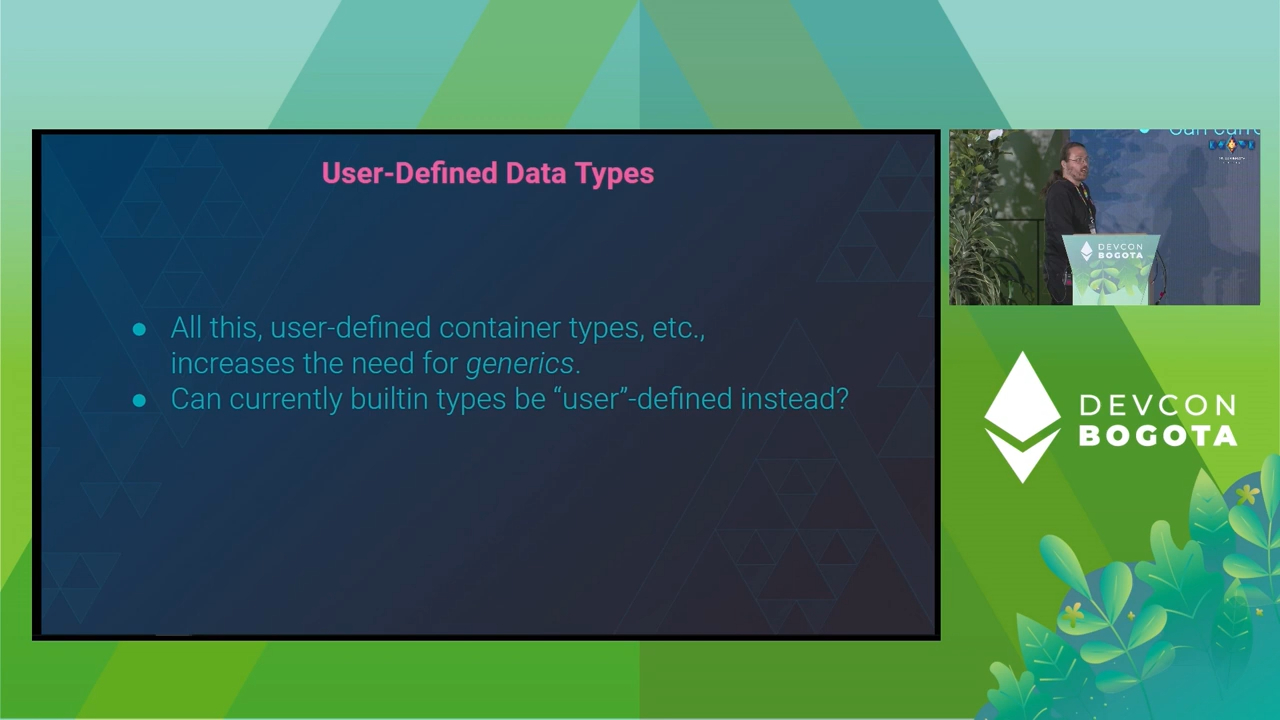 User-Defined Data Types
● All this, user-defined container types, etc.,
increases the need for generics.
● Can currently builtin types be “user”-defined instead?
DEVCON
BOGOTA
DEVCON
BOGOTA